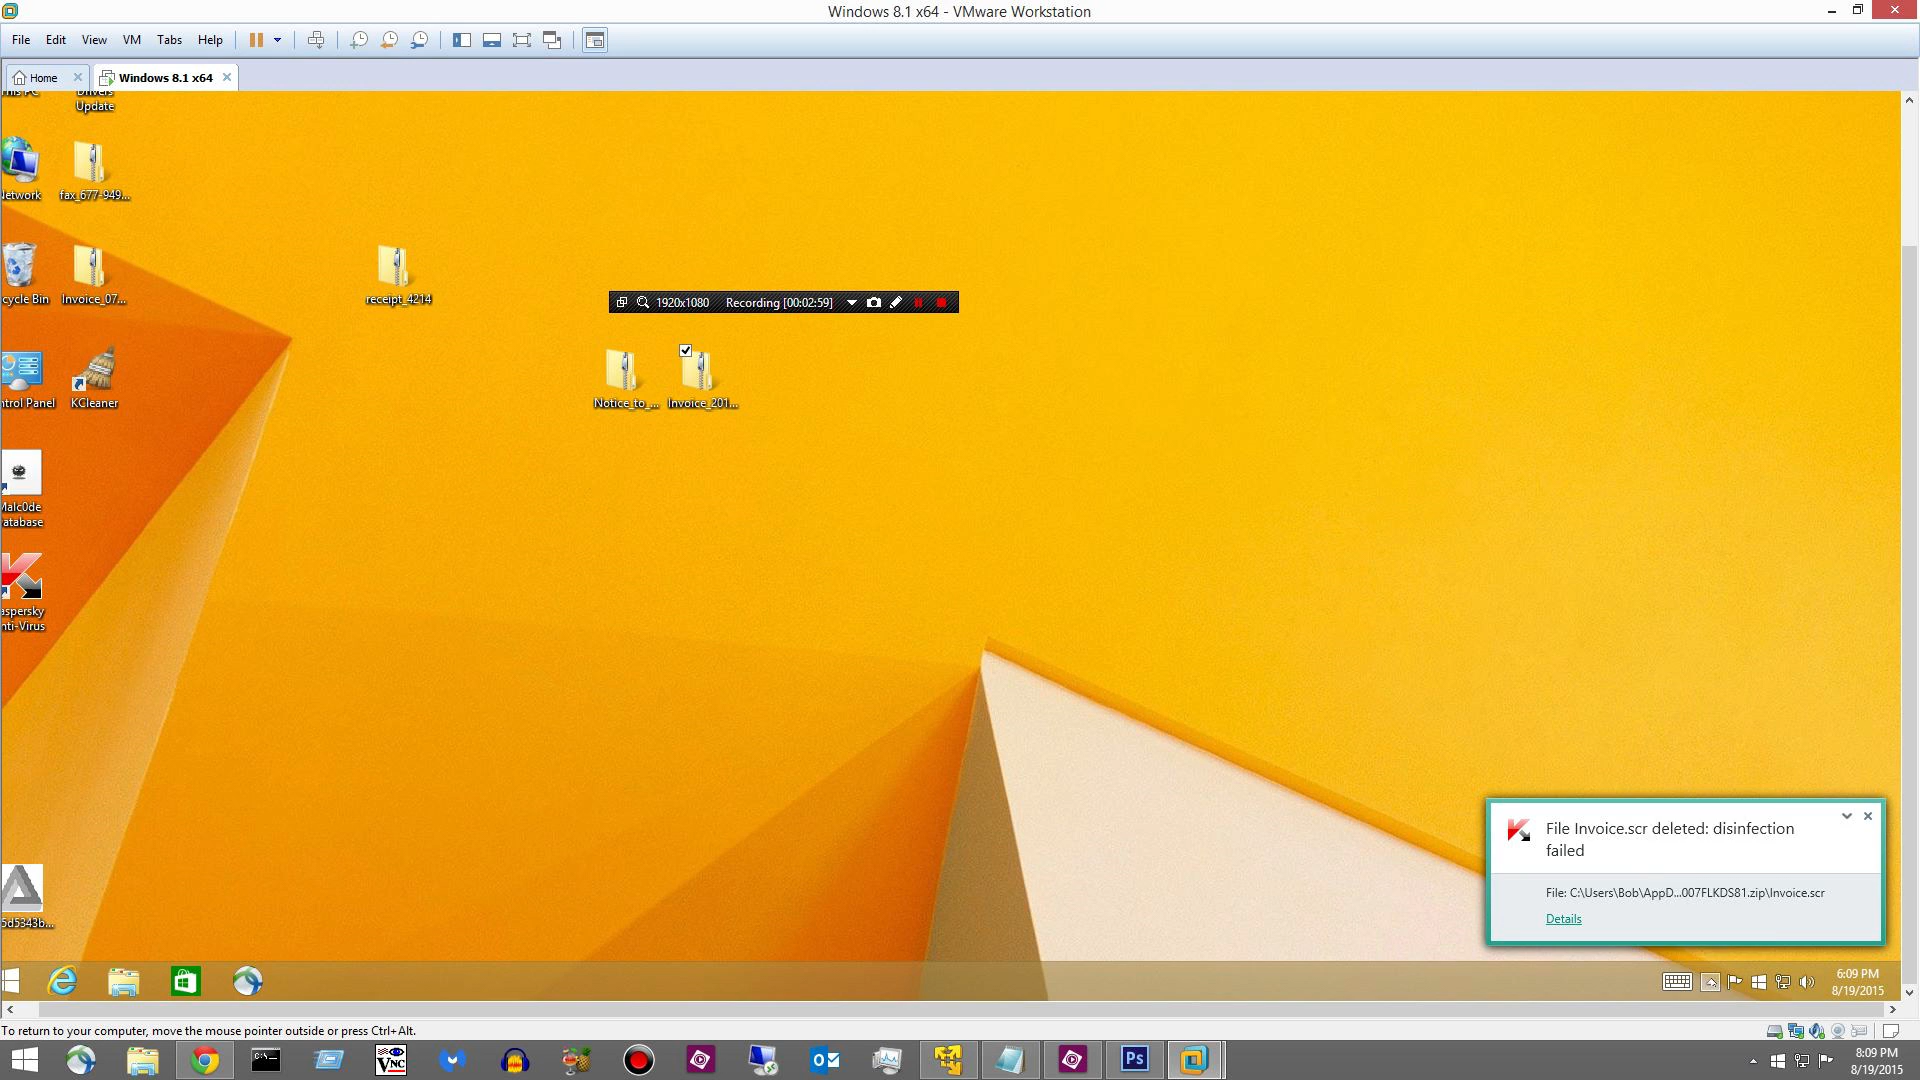 Windows 8.1 x64 - VMware Workstation
File Edit View VM Tabs Help
Home
Windows 8.1 x64
This PC
Drivers
Update
Network
fax_677-949...
cycle Bin
Invoice_07...
receipt_4214
1920x1080 Recording [00:02:59]
ntrol Panel
KCleaner
Notice_to_...
Invoice_201...
Malc0de
atabase
aspersky
nti-Virus
File Invoice.scr deleted: disinfection
failed
File: C:\Users\Bob\AppD...007FLKDS81.zip\Invoice.scr
Details
5d5343b...
6:09 PM
8/19/2015
To return to your computer, move the mouse pointer outside or press Ctrl+Alt.
C:\
VNC
Ps
8:09 PM
8/19/2015